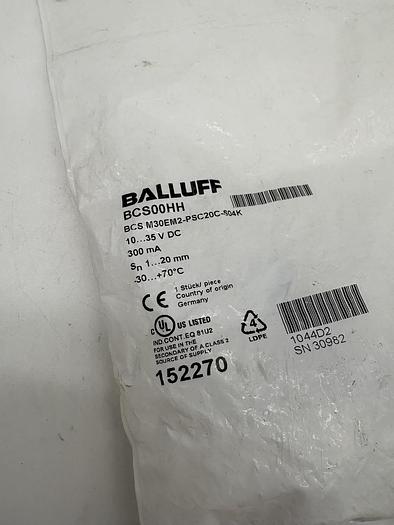 BALLUFF
BCS00HH
BCS M30EM2-PSC20C-S04K
10...35 V DC
300 mA
Sn 1...20 mm
-30...+70°C
CE
1 Stück/ piece
Country of origin
Germany
c UL US LISTED
IND.CONT.EQ 81U2
FOR USE IN THE
SECONDARY OF A CLASS 2
SOURCE OF SUPPLY
4
LDPE
152270
1044D2
SN 30982